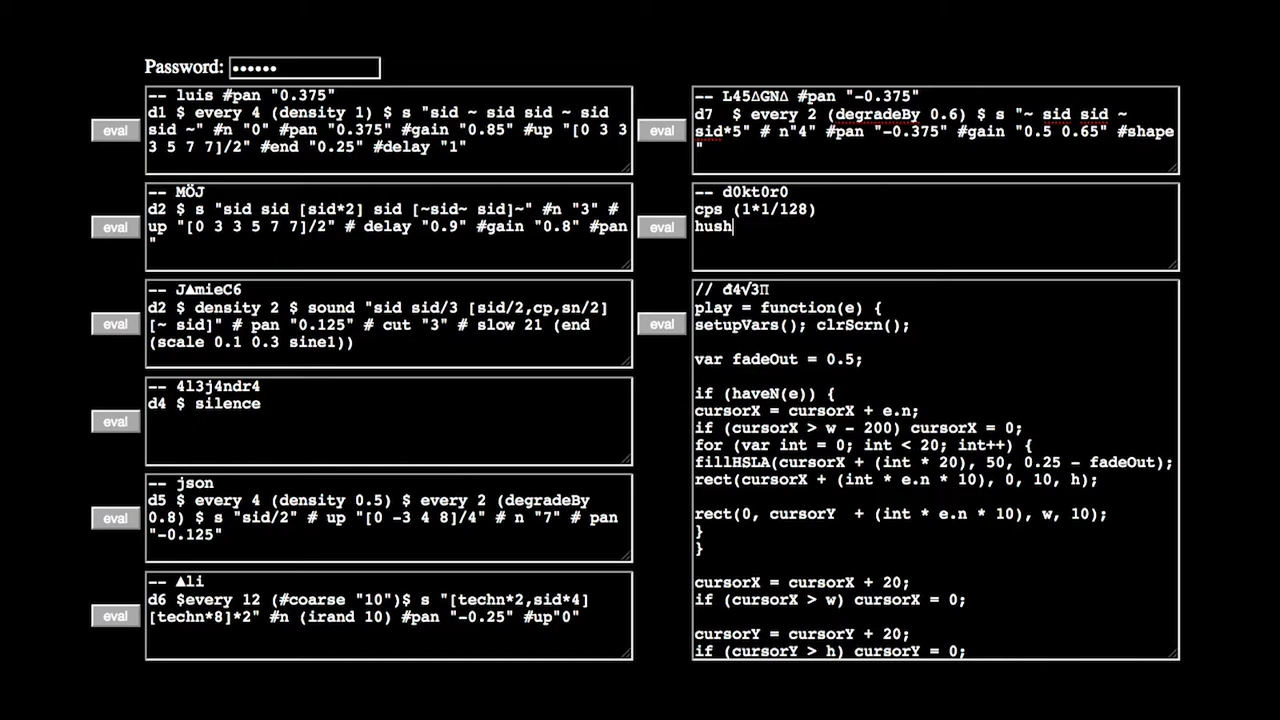 Password: ••••••
-- luis #pan "0.375"
d1 $ every 4 (density 1) $ s "sid ~ sid sid ~ sid
sid ~" #n "0" #pan "0.375" #gain "0.85" #up "[0 3 3
3 5 7 7]/2" #end "0.25" #delay "1"
eval
-- MÖJ
d2 $ s "sid sid [sid*2] sid [~sid~ sid]~" #n "3" #
up "[0 3 3 5 7 7]/2" # delay "0.9" #gain "0.8" #pan
"
eval
-- J▲mieC6
d2 $ density 2 $ sound "sid sid/3 [sid/2,cp,sn/2]
[~ sid]" # pan "0.125" # cut "3" # slow 21 (end
(scale 0.1 0.3 sine1))
eval
-- 4l3j4ndr4
d4 $ silence
eval
-- json
d5 $ every 4 (density 0.5) $ every 2 (degradeBy
0.8) $ s "sid/2" # up "[0 -3 4 8]/4" # n "7" # pan
"-0.125"
eval
-- ▲li
d6 $every 12 (#coarse "10")$ s "[techn*2,sid*4]
[techn*8]*2" #n (irand 10) #pan "-0.25" #up"0"
eval
-- L45∆GN∆ #pan "-0.375"
d7  $ every 2 (degradeBy 0.6) $ s "~ sid sid ~
sid*5" # n"4" #pan "-0.375" #gain "0.5 0.65" #shape
"
eval
-- d0kt0r0
cps (1*1/128)
hush
eval
// đ4√3Π
play = function(e) {
setupVars(); clrScrn();
var fadeOut = 0.5;
if (haveN(e)) {
cursorX = cursorX + e.n;
if (cursorX > w - 200) cursorX = 0;
for (var int = 0; int < 20; int++) {
fillHSLA(cursorX + (int * 20), 50, 0.25 - fadeOut);
rect(cursorX + (int * e.n * 10), 0, 10, h);
rect(0, cursorY  + (int * e.n * 10), w, 10);
}
}
cursorX = cursorX + 20;
if (cursorX > w) cursorX = 0;
cursorY = cursorY + 20;
if (cursorY > h) cursorY = 0;
eval